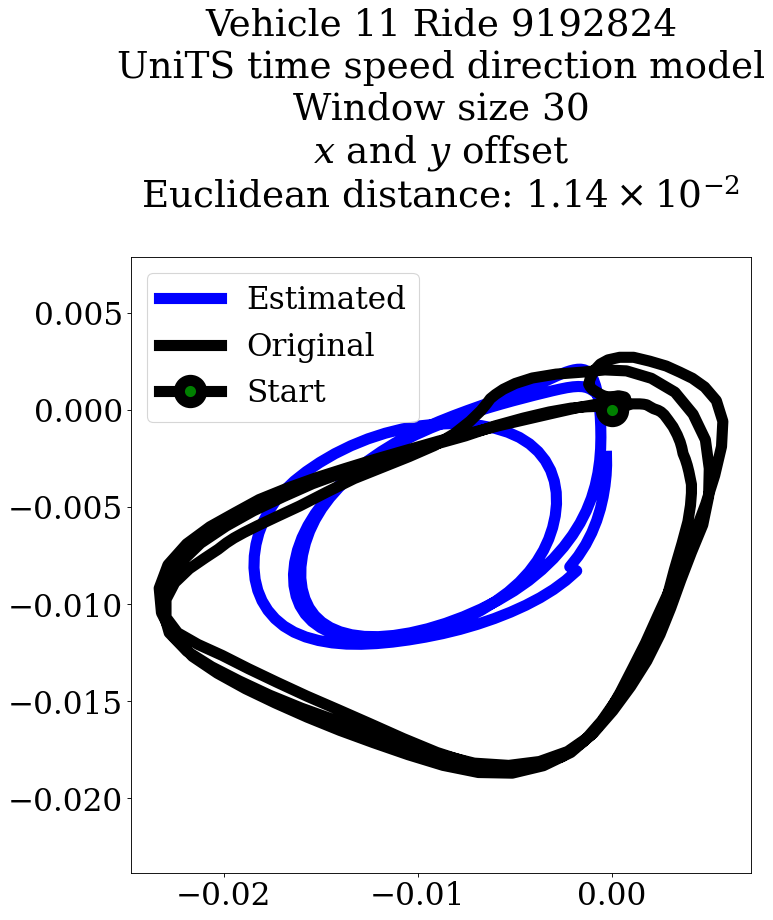 Vehicle 11 Ride 9192824
UniTS time speed direction model
Window size 30
x and y offset
Euclidean distance: 1.14 × 10⁻²
Estimated
Original
Start
0.005
0.000
−0.005
−0.010
−0.015
−0.020
−0.02 −0.01 0.00